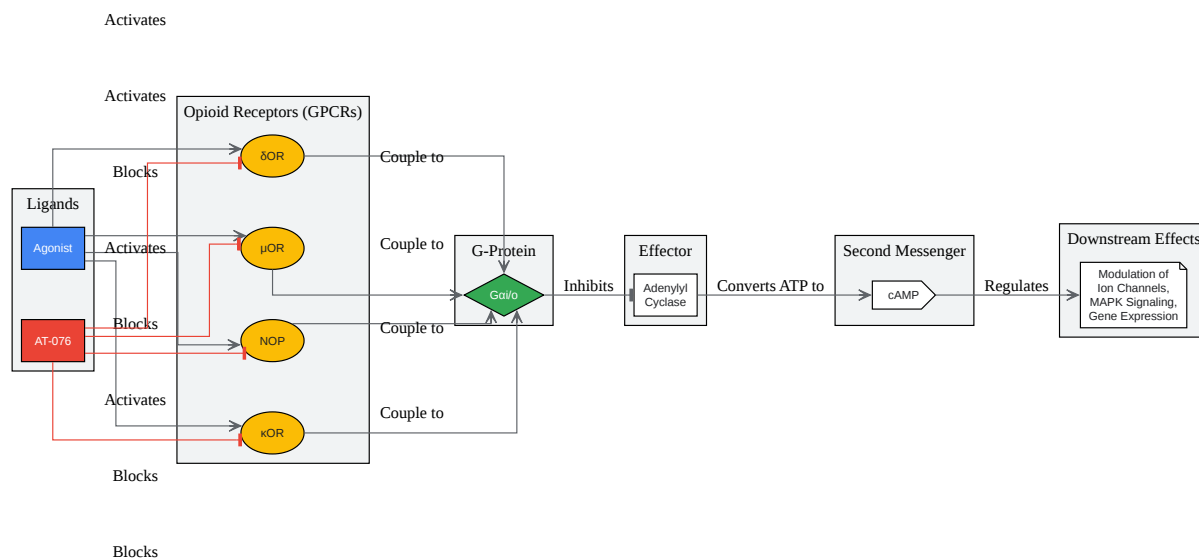 Activates
Activates
Opioid Receptors (GPCRs)
δOR
Couple to
Blocks
Ligands
Agonist
Activates
μOR
Couple to
G-Protein
Gαi/o
Inhibits
Effector
Adenylyl
Cyclase
Converts ATP to
Second Messenger
cAMP
Regulates
Downstream Effects
Modulation of
Ion Channels,
MAPK Signaling,
Gene Expression
AT-076
Blocks
NOP
Couple to
Activates
κOR
Couple to
Blocks
Blocks